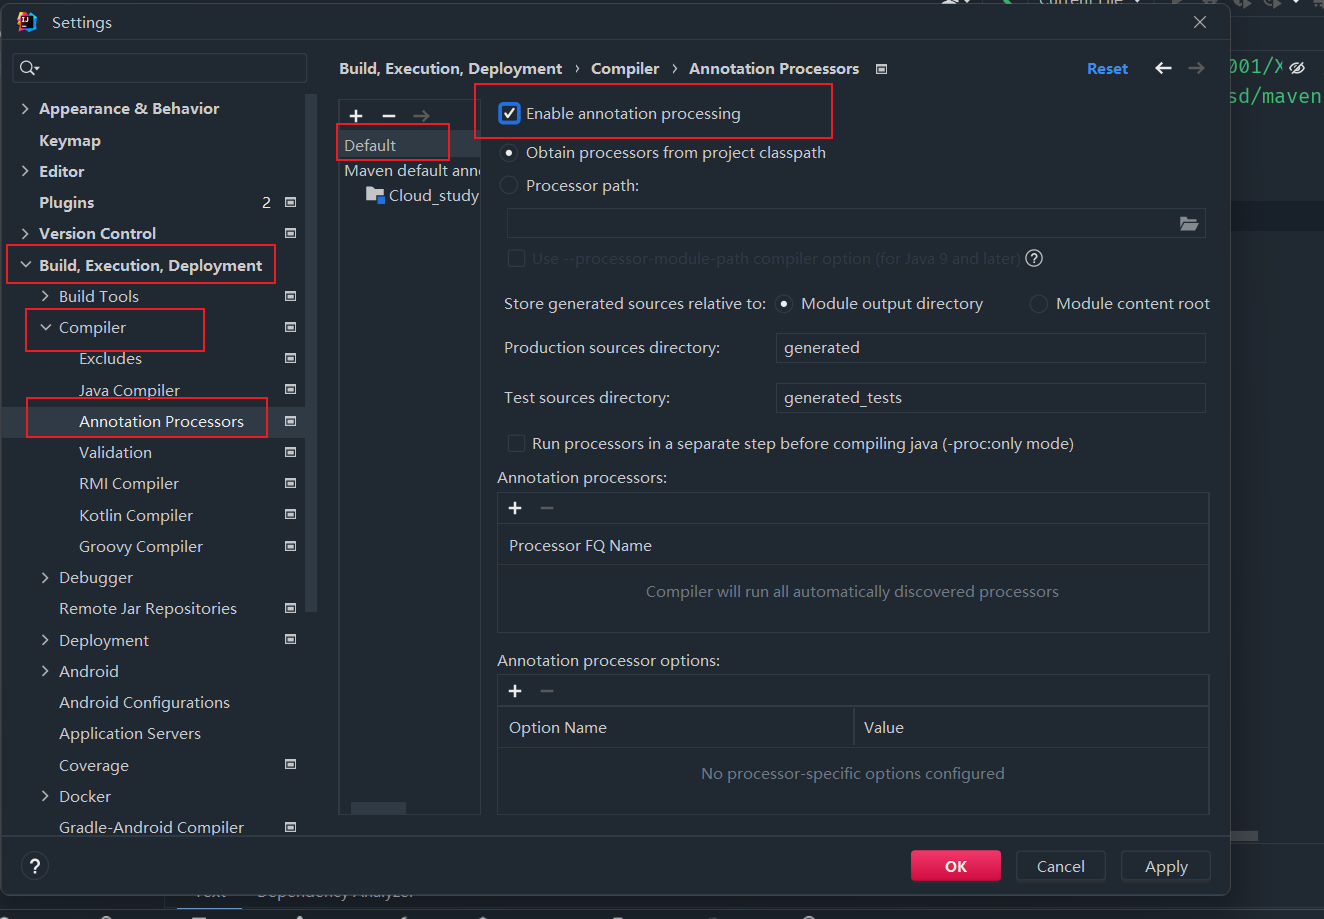 Settings
Current File
Build, Execution, Deployment › Compiler › Annotation Processors
Reset
001/X
sd/maven
Appearance & Behavior
Keymap
Editor
Plugins 2
Version Control
Build, Execution, Deployment
Build Tools
Compiler
Excludes
Java Compiler
Annotation Processors
Validation
RMI Compiler
Kotlin Compiler
Groovy Compiler
Debugger
Remote Jar Repositories
Deployment
Android
Android Configurations
Application Servers
Coverage
Docker
Gradle-Android Compiler
Default
Maven default anno
Cloud_study
Enable annotation processing
Obtain processors from project classpath
Processor path:
Use --processor-module-path compiler option (for Java 9 and later)
Store generated sources relative to: Module output directory Module content root
Production sources directory: generated
Test sources directory: generated_tests
Run processors in a separate step before compiling java (-proc:only mode)
Annotation processors:
Processor FQ Name
Compiler will run all automatically discovered processors
Annotation processor options:
Option Name Value
No processor-specific options configured
?
OK Cancel Apply
Text Dependency Analyzer